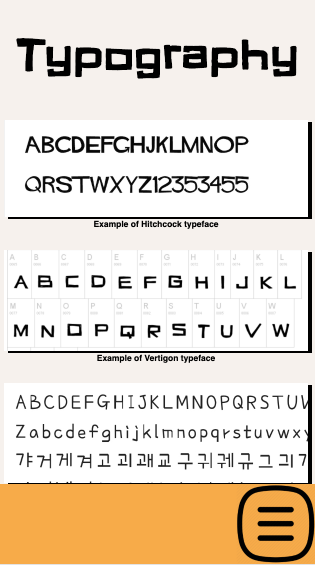 Typography
ABCDEFGHJKLMNOP
QRSTWXYZ12353455
Example of Hitchcock typeface
A B C D E F G H I J K L
A B C D E F G H I J K L
M N O P Q R S T U V W
M N O P Q R S T U V W
Example of Vertigon typeface
ABCDEFGHIJKLMNOPQRSTUV
Zabcdefghijklmnopqrstuvwxy
갸거게겨고괴괘교구귀궤규그긔기